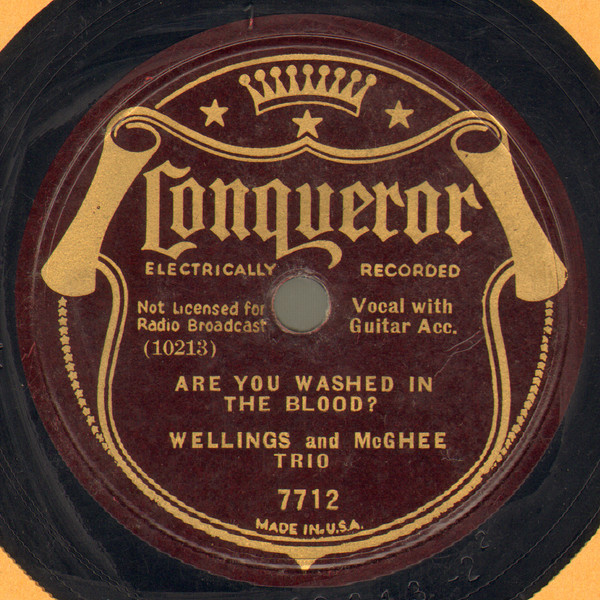 Conqueror
ELECTRICALLY RECORDED
Not Licensed for
Radio Broadcast
(10213)
Vocal with
Guitar Acc.
ARE YOU WASHED IN
THE BLOOD?
WELLINGS and McGHEE
TRIO
7712
MADE IN U.S.A.